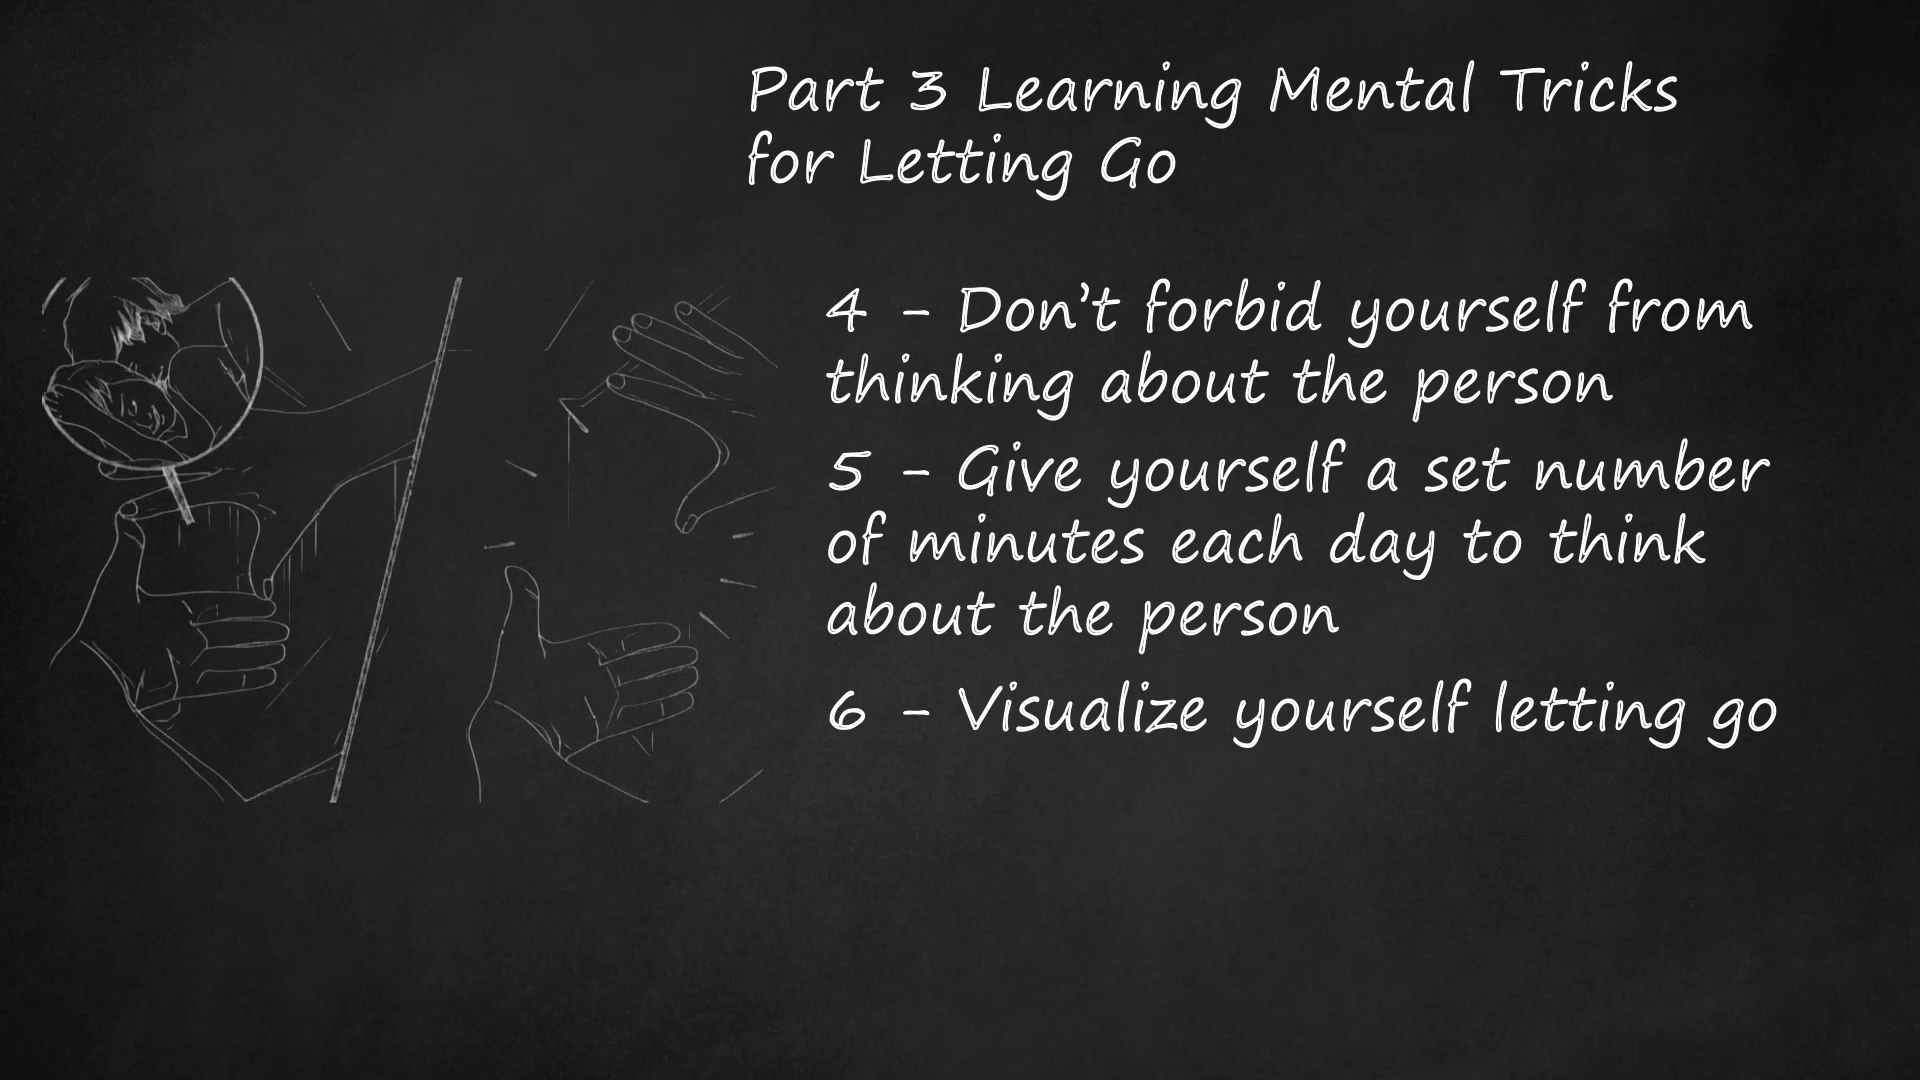 Part 3 Learning Mental Tricks
for Letting Go
4 – Don’t forbid yourself from
thinking about the person
5 – Give yourself a set number
of minutes each day to think
about the person
6 – Visualize yourself letting go